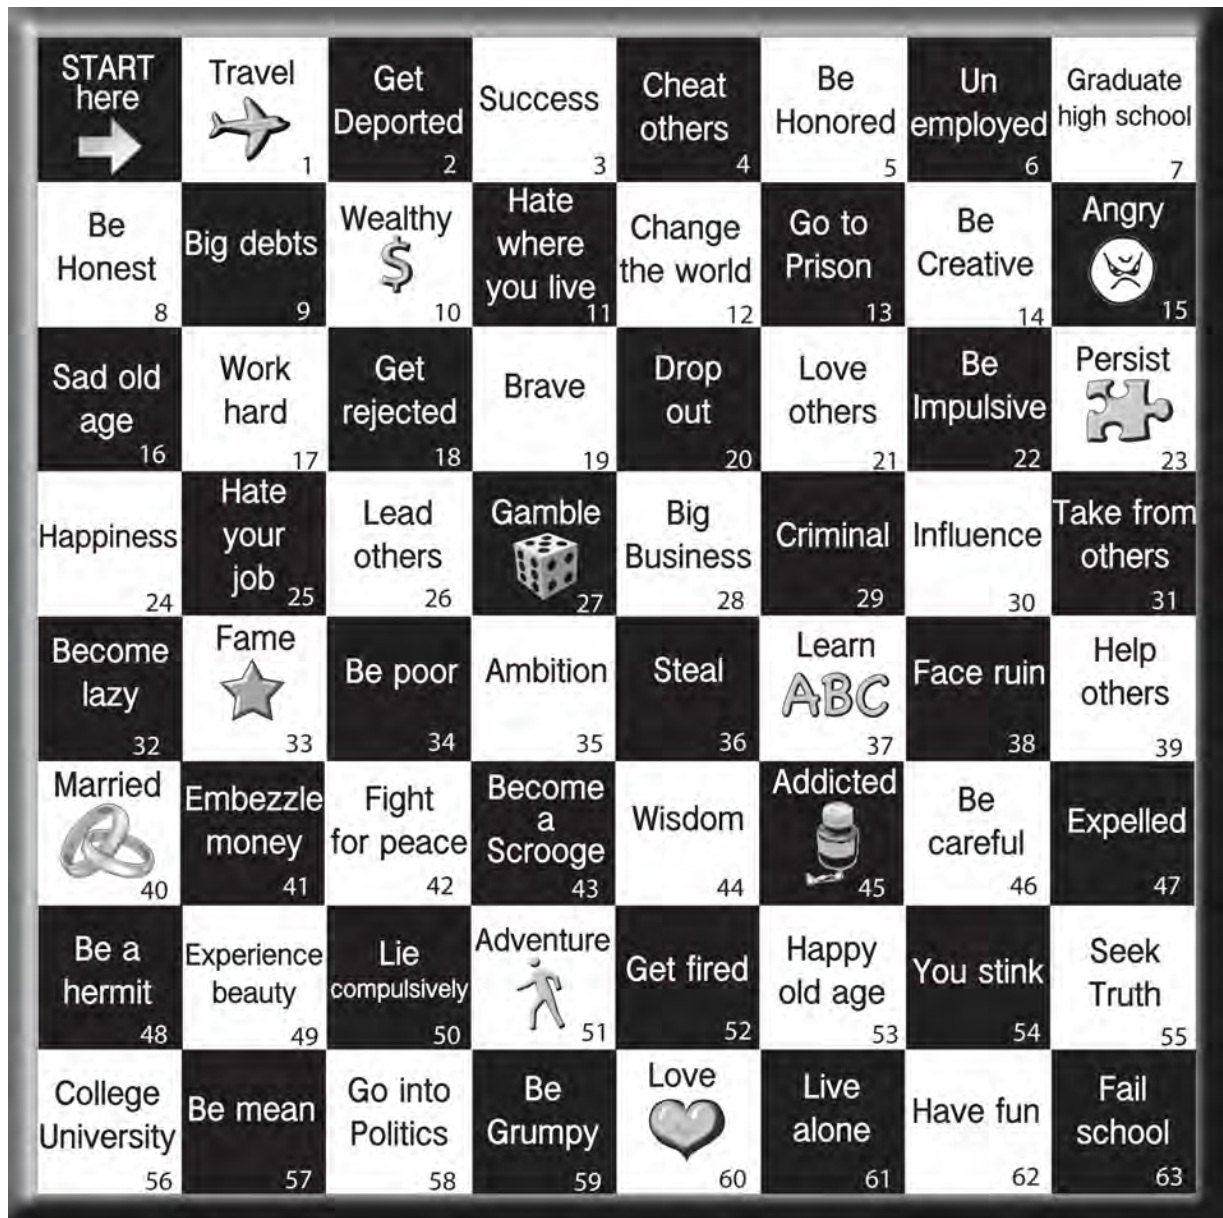 START
here
Travel
1
Get
Deported
2
Success
3
Cheat
others
4
Be
Honored
5
Un
employed
6
Graduate
high school
7
Be
Honest
8
Big debts
9
Wealthy
$
10
Hate
where
you live
11
Change
the world
12
Go to
Prison
13
Be
Creative
14
Angry
15
Sad old
age
16
Work
hard
17
Get
rejected
18
Brave
19
Drop
out
20
Love
others
21
Be
Impulsive
22
Persist
23
Happiness
24
Hate
your
job
25
Lead
others
26
Gamble
27
Big
Business
28
Criminal
29
Influence
30
Take from
others
31
Become
lazy
32
Fame
33
Be poor
34
Ambition
35
Steal
36
Learn
ABC
37
Face ruin
38
Help
others
39
Married
40
Embezzle
money
41
Fight
for peace
42
Become
a
Scrooge
43
Wisdom
44
Addicted
45
Be
careful
46
Expelled
47
Be a
hermit
48
Experience
beauty
49
Lie
compulsively
50
Adventure
51
Get fired
52
Happy
old age
53
You stink
54
Seek
Truth
55
College
University
56
Be mean
57
Go into
Politics
58
Be
Grumpy
59
Love
60
Live
alone
61
Have fun
62
Fail
school
63